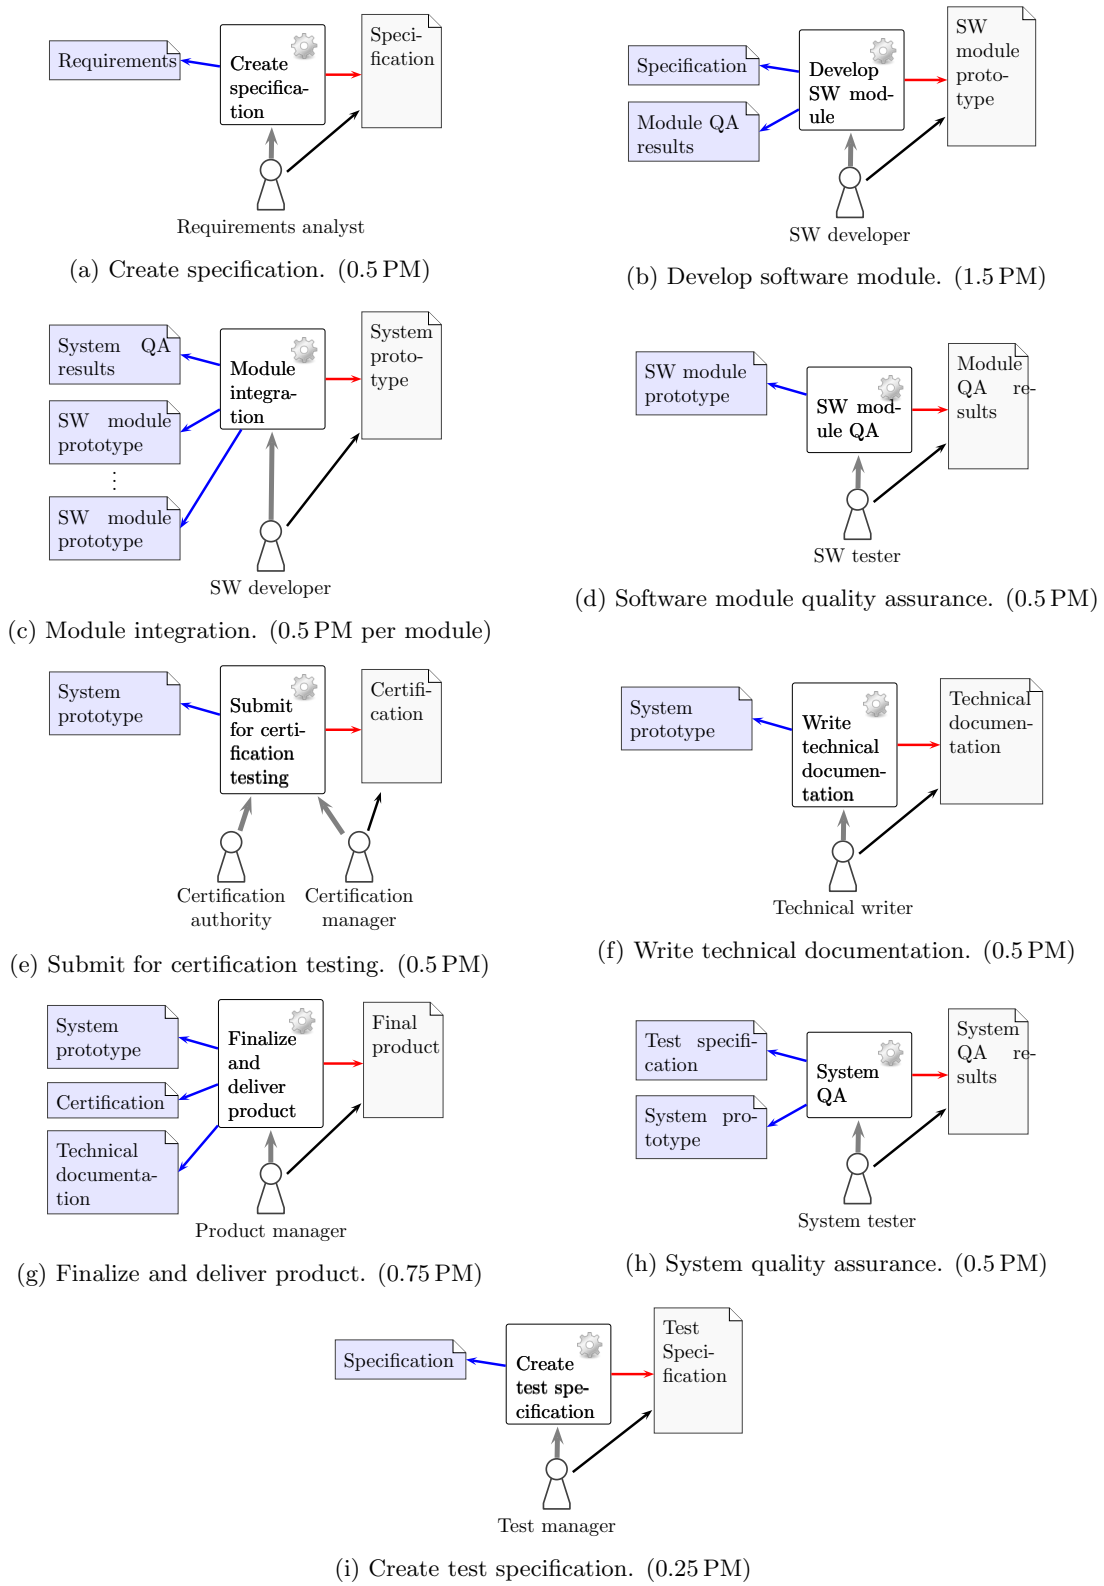 Requirements
Create
specifica-
tion
Speci-
fication
Requirements analyst
(a) Create specification. (0.5 PM)
Specification
Module QA
results
Develop
SW mod-
ule
SW
module
proto-
type
SW developer
(b) Develop software module. (1.5 PM)
System QA
results
SW module
prototype
⋮
SW module
prototype
Module
integra-
tion
System
proto-
type
SW developer
(c) Module integration. (0.5 PM per module)
SW module
prototype
SW mod-
ule QA
Module
QA re-
sults
SW tester
(d) Software module quality assurance. (0.5 PM)
System
prototype
Submit
for certi-
fication
testing
Certifi-
cation
Certification
authority
Certification
manager
(e) Submit for certification testing. (0.5 PM)
System
prototype
Write
technical
documen-
tation
Technical
documen-
tation
Technical writer
(f) Write technical documentation. (0.5 PM)
System
prototype
Certification
Technical
documenta-
tion
Finalize
and
deliver
product
Final
product
Product manager
(g) Finalize and deliver product. (0.75 PM)
Test specifi-
cation
System pro-
totype
System
QA
System
QA re-
sults
System tester
(h) System quality assurance. (0.5 PM)
Specification
Create
test spe-
cification
Test
Speci-
fication
Test manager
(i) Create test specification. (0.25 PM)